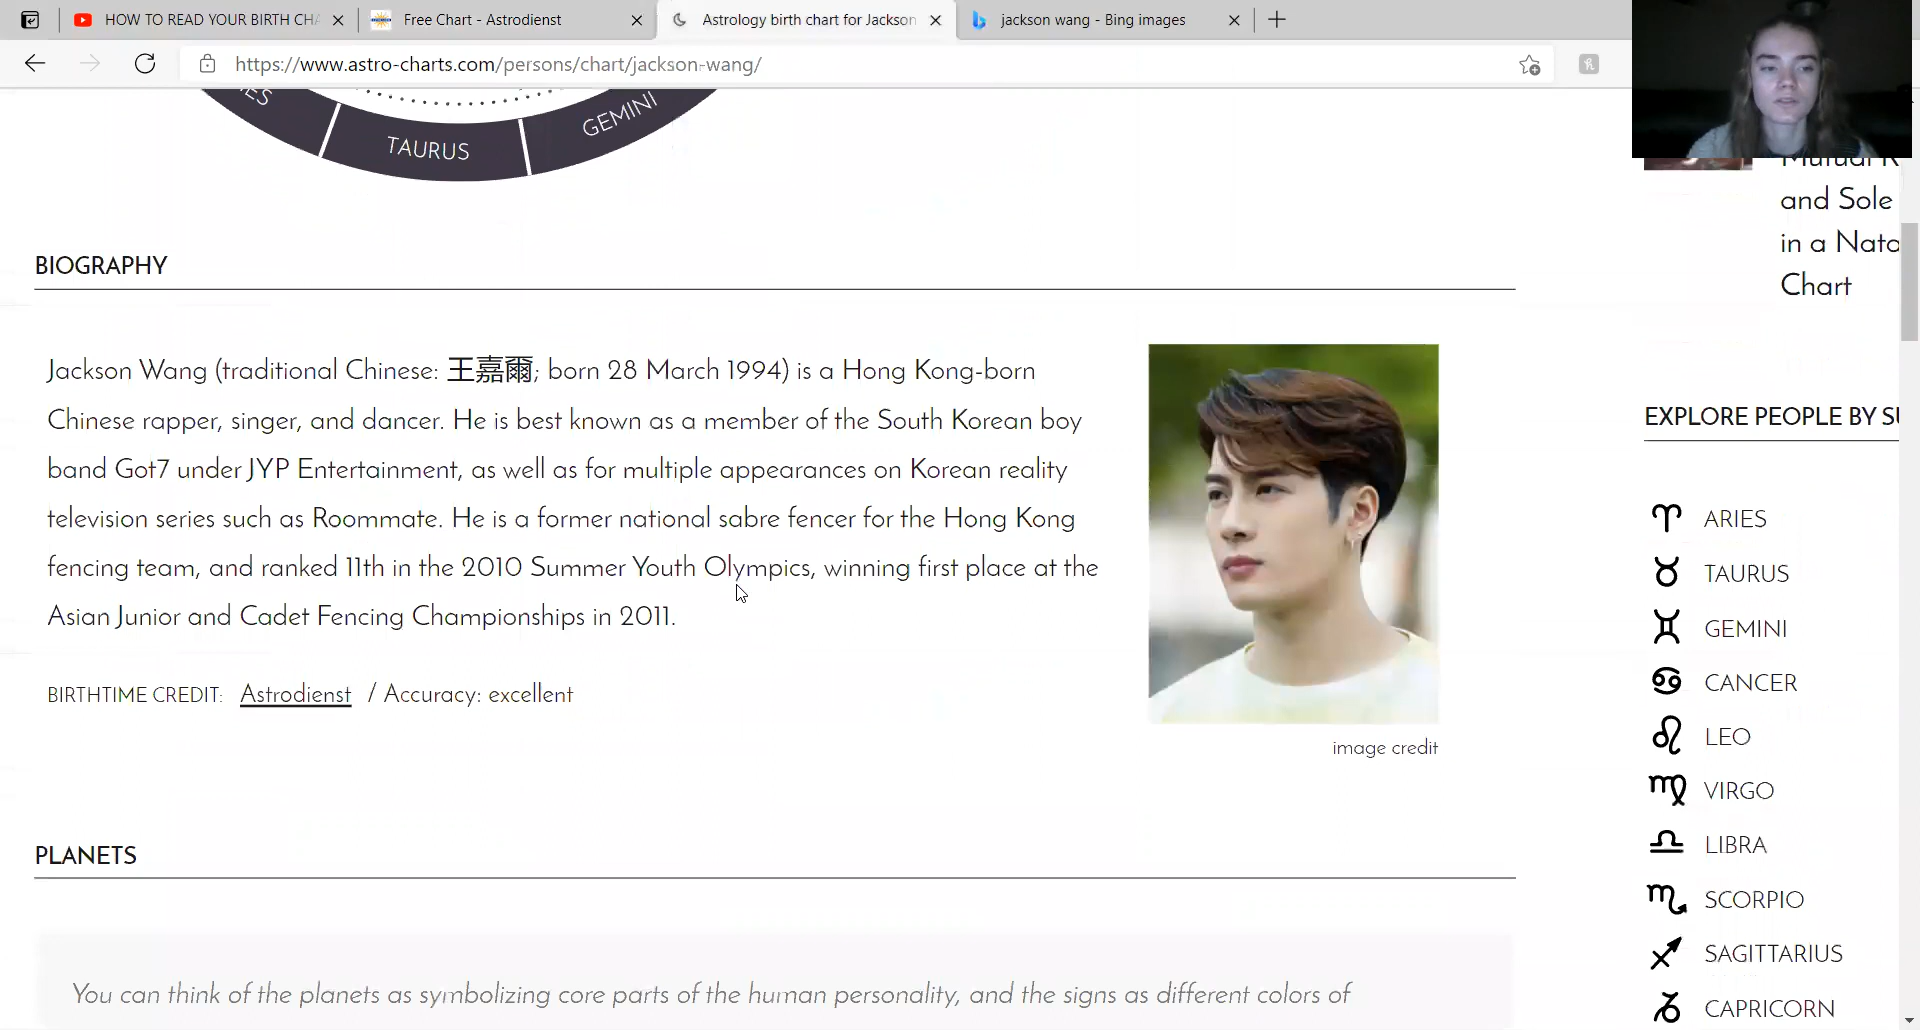 HOW TO READ YOUR BIRTH CHA
Free Chart - Astrodienst
Astrology birth chart for Jackson
jackson wang - Bing images
https://www.astro-charts.com/persons/chart/jackson-wang/
TAURUS
GEMINI
and Sole
in a Nata
Chart
BIOGRAPHY
Jackson Wang (traditional Chinese: 王嘉爾; born 28 March 1994) is a Hong Kong-born
Chinese rapper, singer, and dancer. He is best known as a member of the South Korean boy
band Got7 under JYP Entertainment, as well as for multiple appearances on Korean reality
television series such as Roommate. He is a former national sabre fencer for the Hong Kong
fencing team, and ranked 11th in the 2010 Summer Youth Olympics, winning first place at the
Asian Junior and Cadet Fencing Championships in 2011.
BIRTHTIME CREDIT: Astrodienst / Accuracy: excellent
image credit
PLANETS
You can think of the planets as symbolizing core parts of the human personality, and the signs as different colors of
EXPLORE PEOPLE BY SU
ARIES
TAURUS
GEMINI
CANCER
LEO
VIRGO
LIBRA
SCORPIO
SAGITTARIUS
CAPRICORN